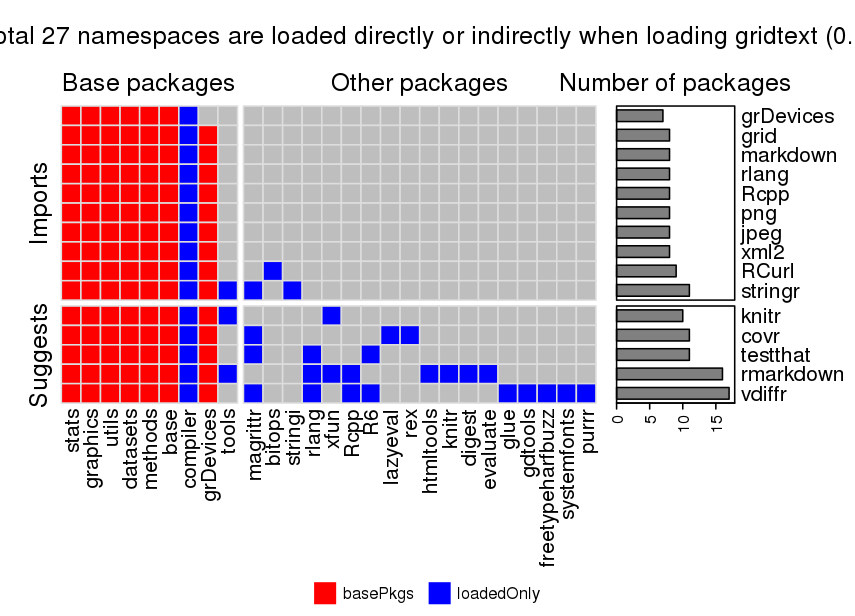 otal 27 namespaces are loaded directly or indirectly when loading gridtext (0.
Base packages
Other packages
Number of packages
Imports
Suggests
grDevices
grid
markdown
rlang
Rcpp
png
jpeg
xml2
RCurl
stringr
knitr
covr
testthat
rmarkdown
vdiffr
0
5
10
15
stats
graphics
utils
datasets
methods
base
compiler
grDevices
tools
magrittr
bitops
stringi
rlang
xfun
Rcpp
R6
lazyeval
rex
htmltools
knitr
digest
evaluate
glue
gdtools
freetypeharfbuzz
systemfonts
purrr
basePkgs
loadedOnly